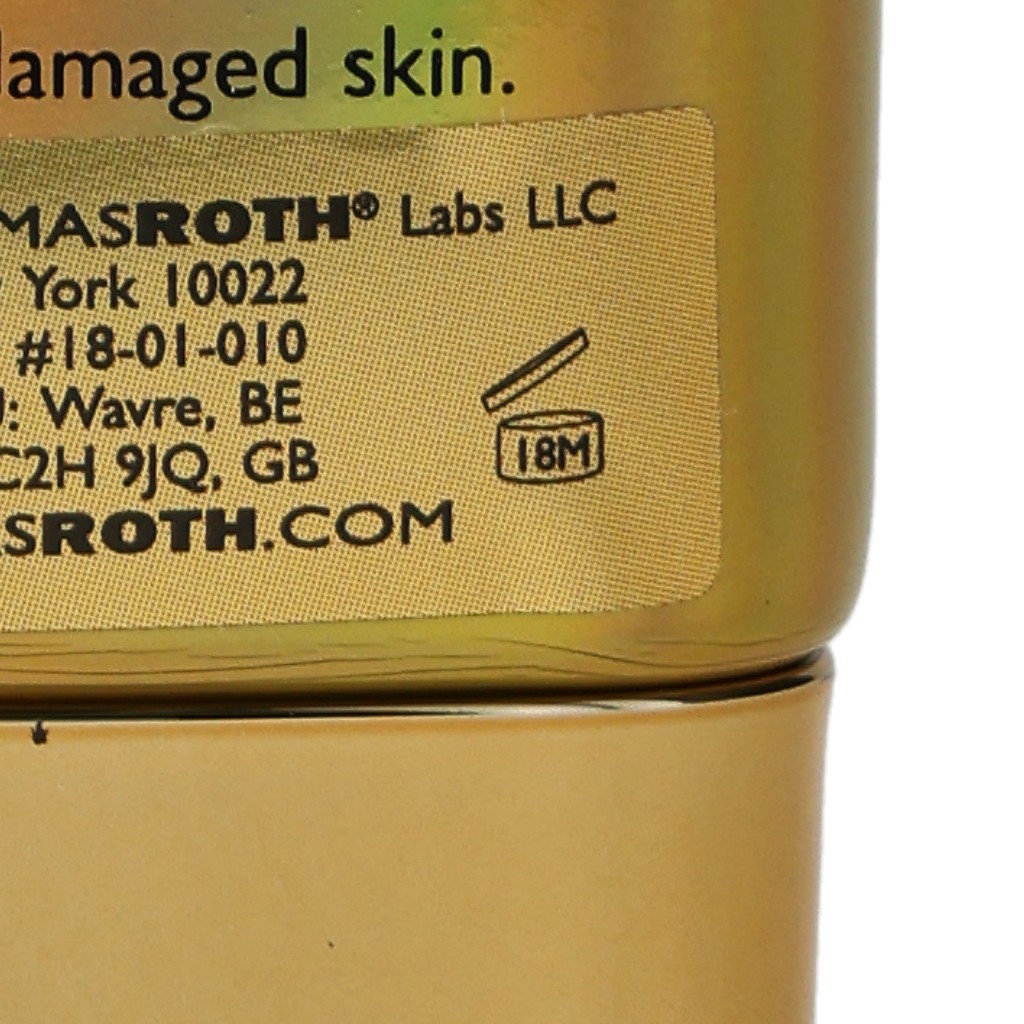 damaged skin.
MASROTH® Labs LLC
York 10022
#18-01-010
: Wavre, BE
C2H 9JQ, GB
SROTH.COM
18M